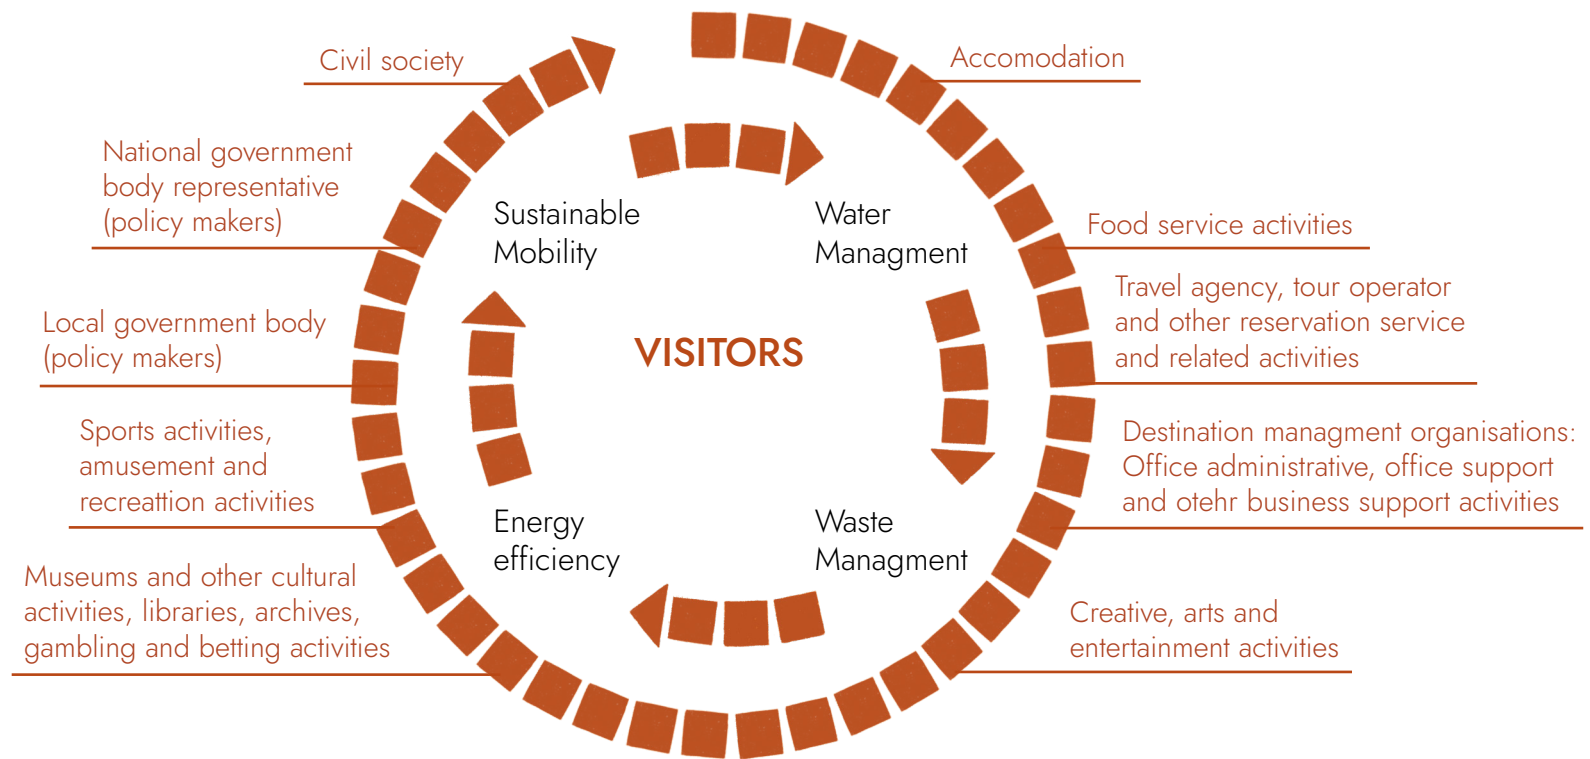 Civil society
Accomodation
National government
body representative
(policy makers)
Sustainable
Mobility
Water
Managment
Food service activities
Local government body
(policy makers)
VISITORS
Travel agency, tour operator
and other reservation service
and related activities
Sports activities,
amusement and
recreattion activities
Destination managment organisations:
Office administrative, office support
and otehr business support activities
Energy
efficiency
Waste
Managment
Museums and other cultural
activities, libraries, archives,
gambling and betting activities
Creative, arts and
entertainment activities